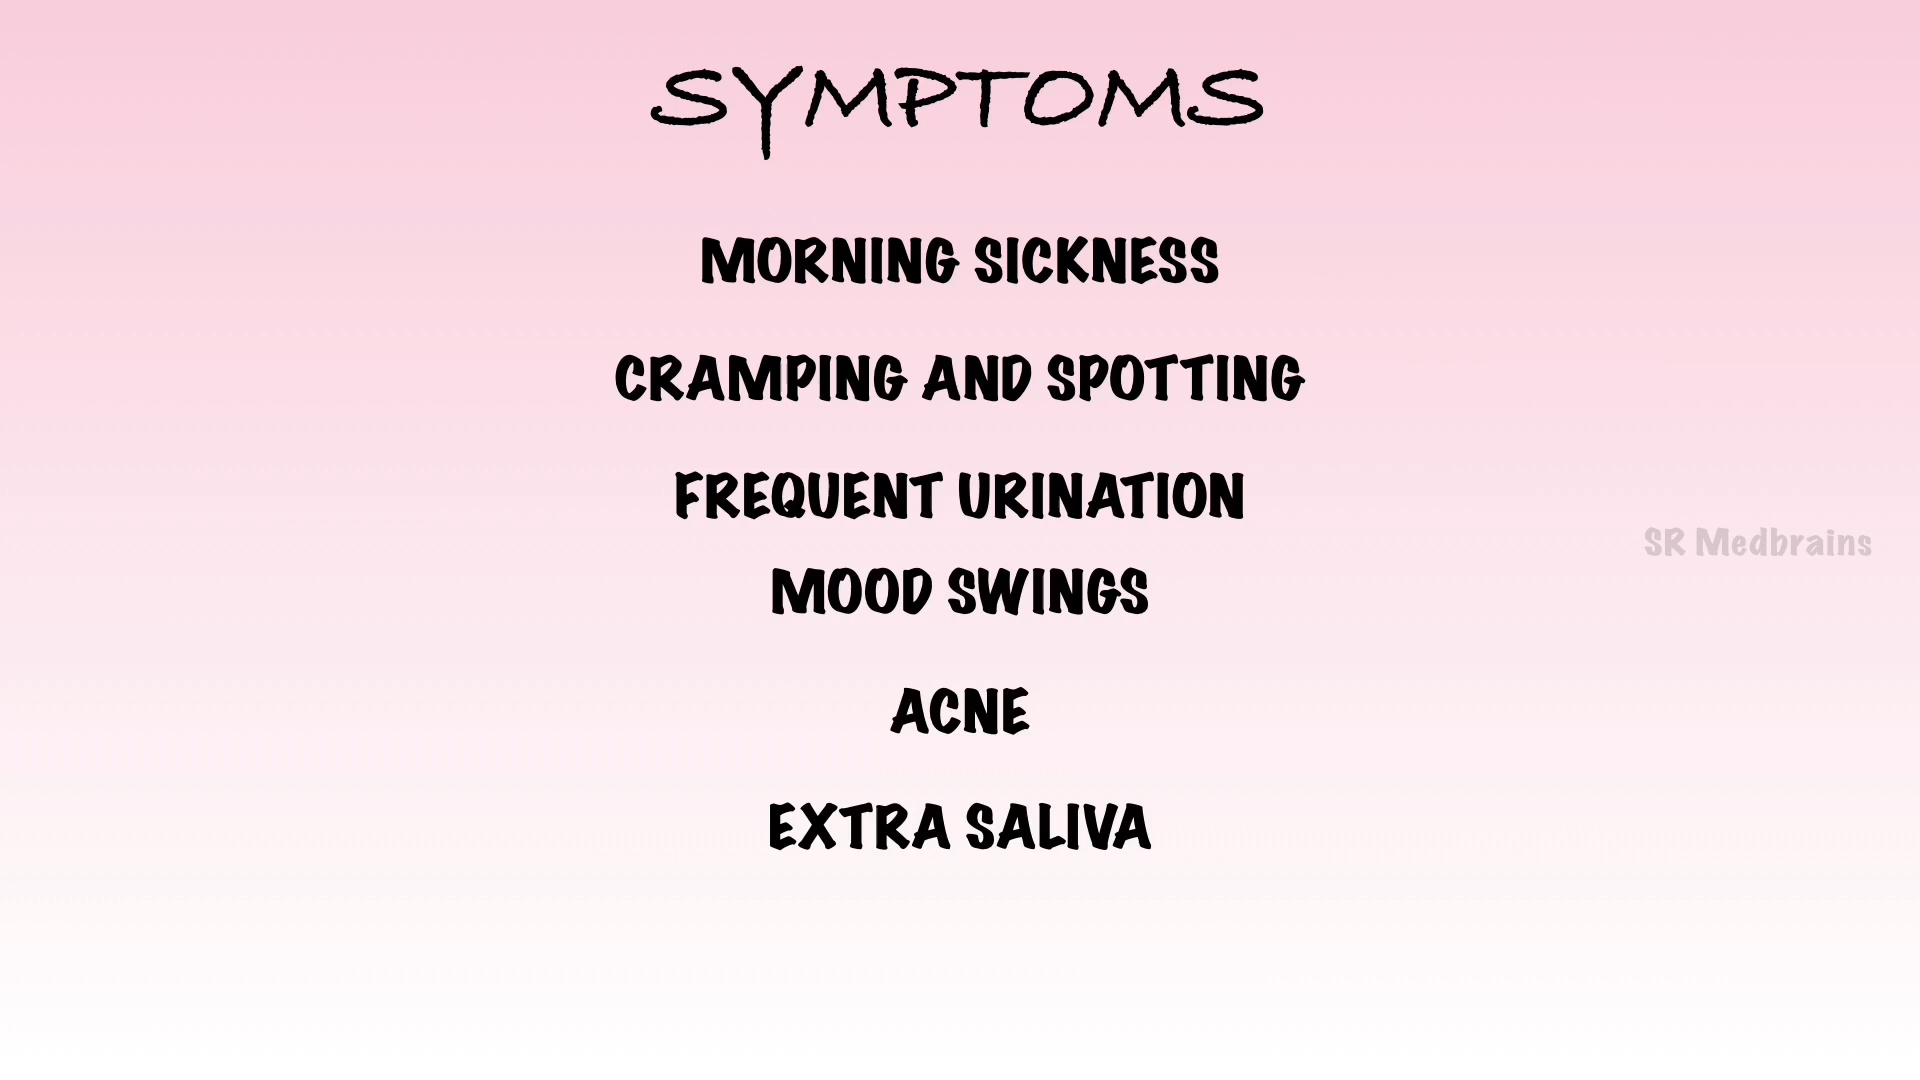 SYMPTOMS
MORNING SICKNESS
CRAMPING AND SPOTTING
FREQUENT URINATION
SR Medbrains
MOOD SWINGS
ACNE
EXTRA SALIVA